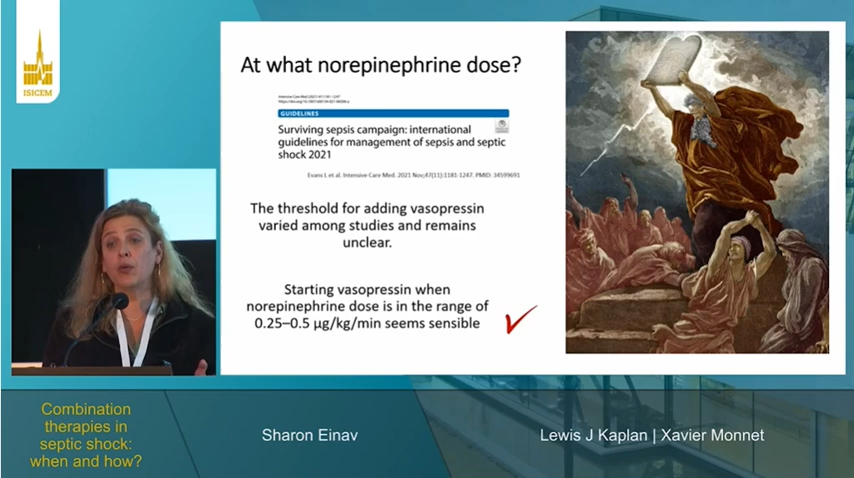 ISICEM
At what norepinephrine dose?
GUIDELINES
Surviving sepsis campaign: international
guidelines for management of sepsis and septic
shock 2021
Evans L et al. Intensive Care Med. 2021 Nov;47(11):1181-1247. PMID: 34599691
The threshold for adding vasopressin
varied among studies and remains
unclear.
Starting vasopressin when
norepinephrine dose is in the range of
0.25–0.5 µg/kg/min seems sensible
Combination
therapies in
septic shock:
when and how?
Sharon Einav
Lewis J Kaplan | Xavier Monnet